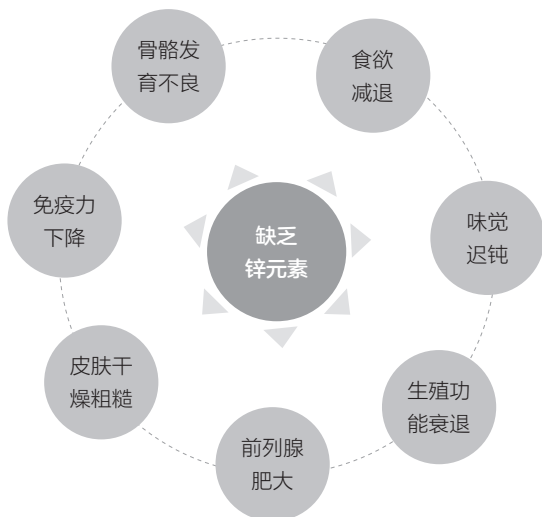 骨骼发
育不良
食欲
减退
免疫力
下降
缺乏
锌元素
味觉
迟钝
皮肤干
燥粗糙
生殖功
能衰退
前列腺
肥大